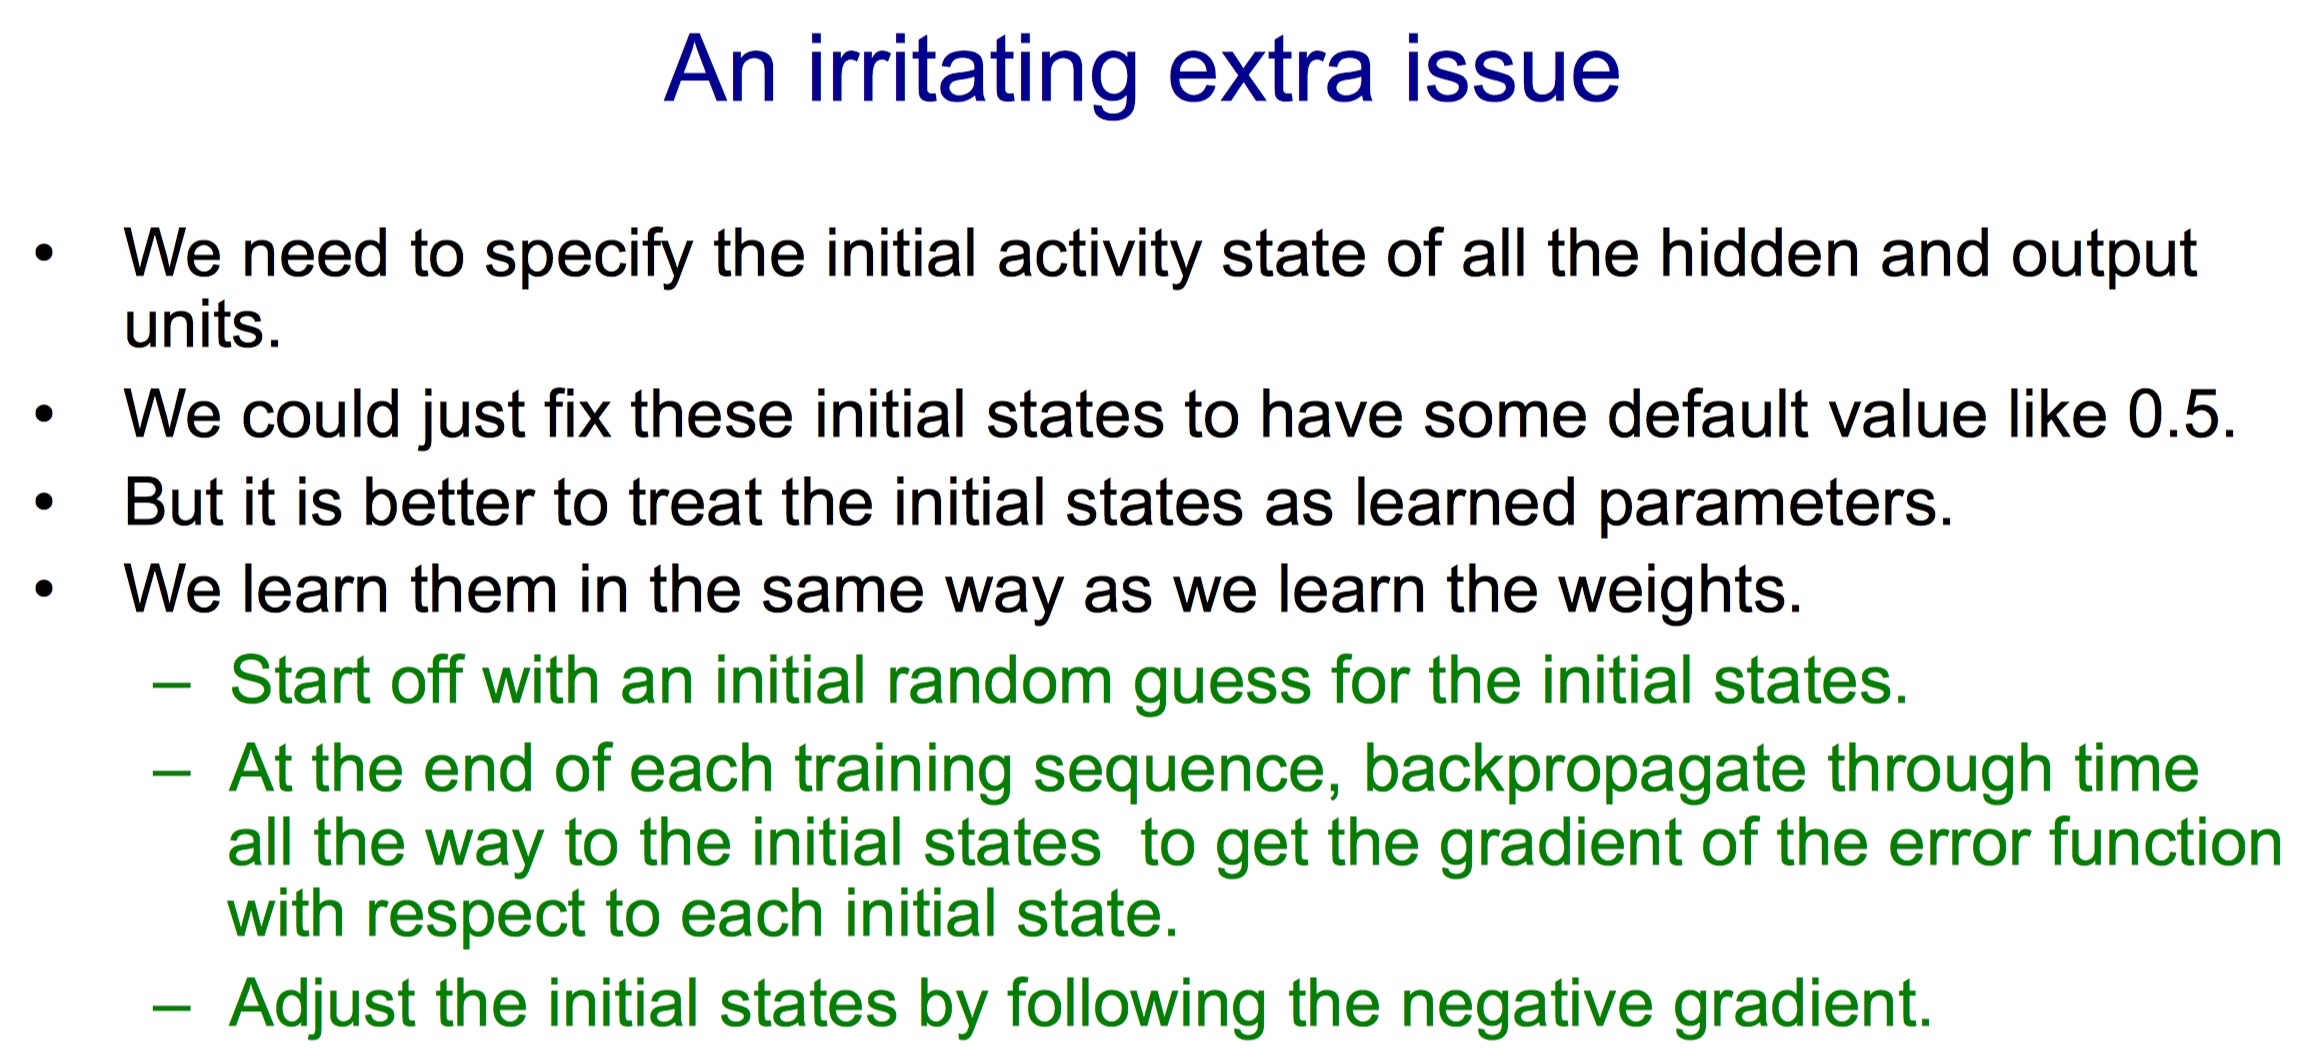 An irritating extra issue
• We need to specify the initial activity state of all the hidden and output
units.
• We could just fix these initial states to have some default value like 0.5.
• But it is better to treat the initial states as learned parameters.
• We learn them in the same way as we learn the weights.
– Start off with an initial random guess for the initial states.
– At the end of each training sequence, backpropagate through time
all the way to the initial states  to get the gradient of the error function
with respect to each initial state.
– Adjust the initial states by following the negative gradient.